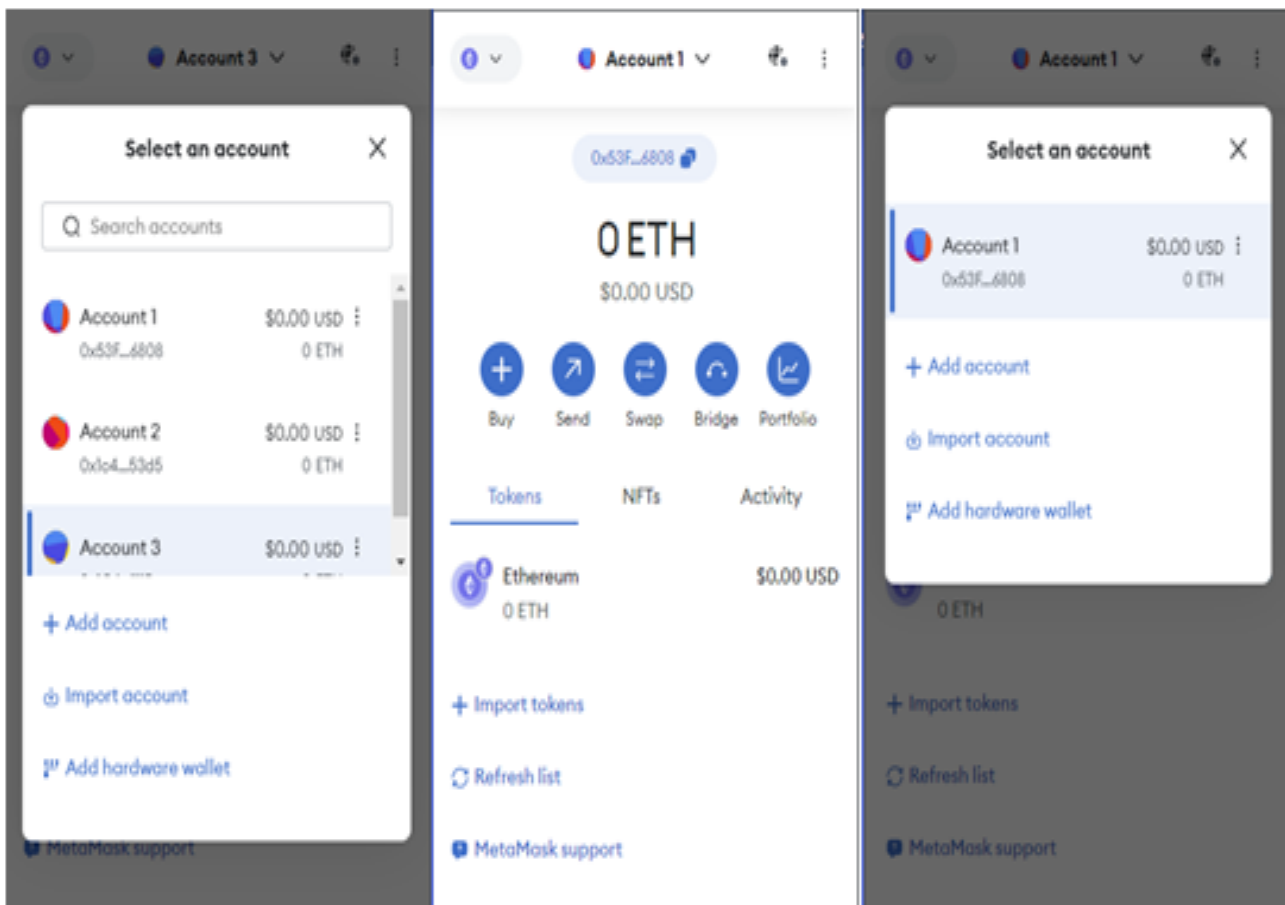 Account 3
Select an account
Search accounts
Account 1 $0.00 USD
0x53F...6808 0 ETH
Account 2 $0.00 USD
0x1c4...53d5 0 ETH
Account 3 $0.00 USD
+ Add account
Import account
Add hardware wallet
MetaMask support
Account 1
0x53F...6808
0 ETH
$0.00 USD
Buy Send Swap Bridge Portfolio
Tokens NFTs Activity
Ethereum $0.00 USD
0 ETH
+ Import tokens
Refresh list
MetaMask support
Account 1
Select an account
Account 1 $0.00 USD
0x53F...6808 0 ETH
+ Add account
Import account
Add hardware wallet
0 ETH
+ Import tokens
Refresh list
MetaMask support